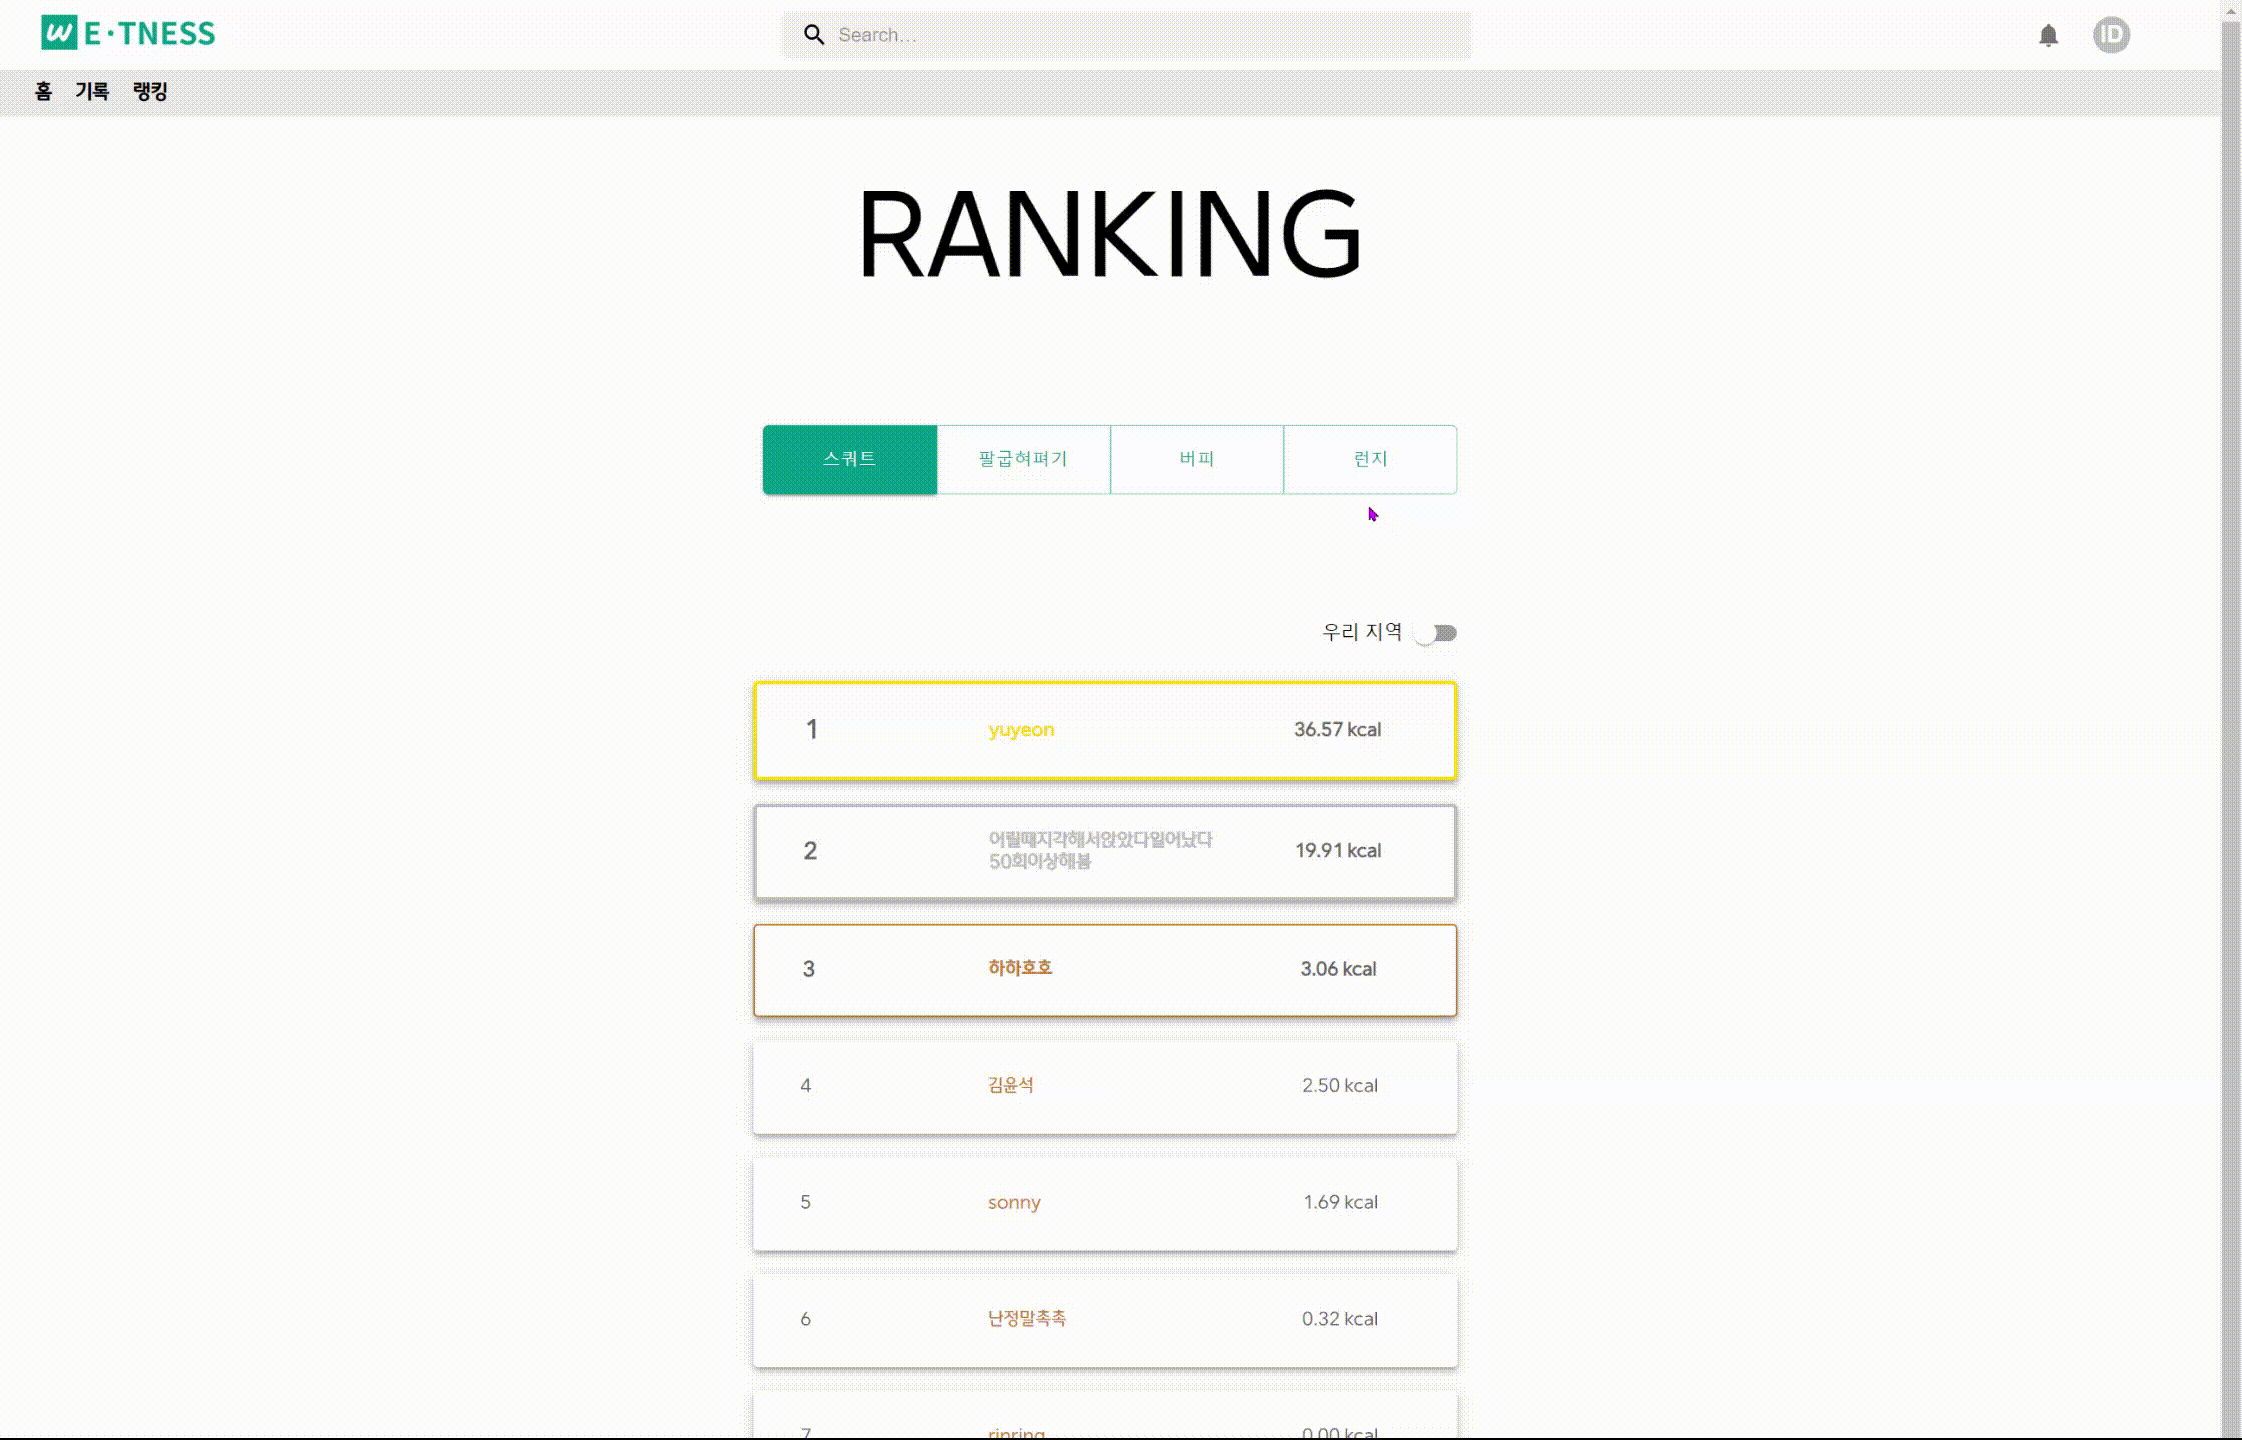 W E·TNESS
Search...
ID
홈 기록 랭킹
RANKING
스쿼트 팔굽혀펴기 버피 런지
우리 지역
1 yuyeon 36.57 kcal
2 어릴때지각해서앉았다일어났다 19.91 kcal
50회이상해봄
3 하하호호 3.06 kcal
4 김윤석 2.50 kcal
5 sonny 1.69 kcal
6 난정말촉촉 0.32 kcal
7 rinring 0.00 kcal